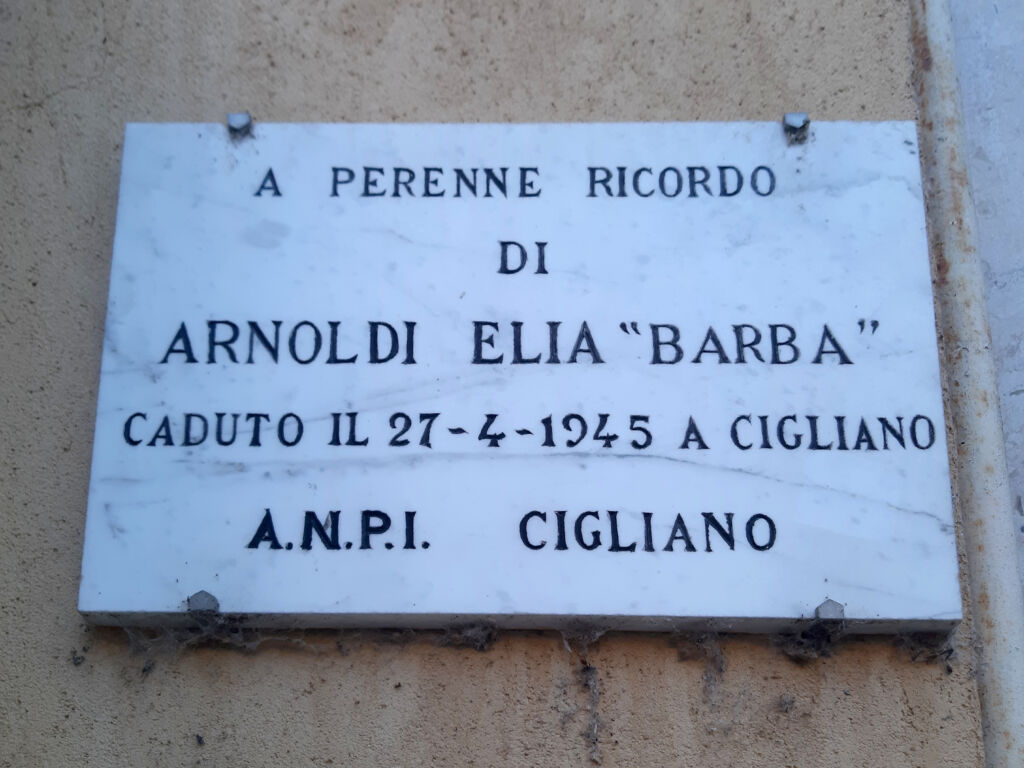 A PERENNE RICORDO
DI
ARNOLDI ELIA "BARBA"
CADUTO IL 27-4-1945 A CIGLIANO
A.N.P.I. CIGLIANO